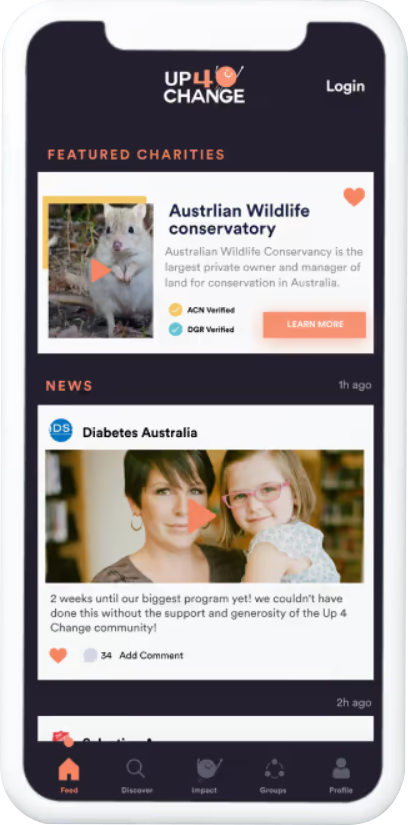 UP4
CHANGE
Login
FEATURED CHARITIES
Austrlian Wildlife
conservatory
Australian Wildlife Conservancy is the
largest private owner and manager of
land for conservation in Australia.
ACN Verified
DGR Verified
LEARN MORE
NEWS
1h ago
DS
Diabetes Australia
2 weeks until our biggest program yet! we couldn't have
done this without the support and generosity of the Up 4
Change community!
34 Add Comment
2h ago
Feed
Discover
Impact
Groups
Profile